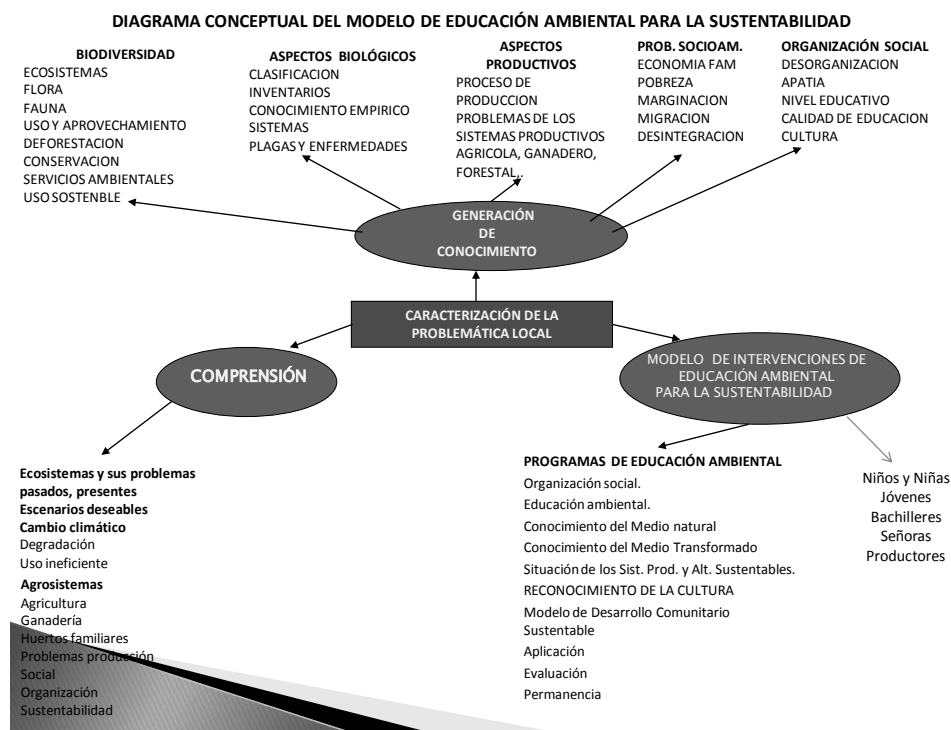 DIAGRAMA CONCEPTUAL DEL MODELO DE EDUCACIÓN AMBIENTAL PARA LA SUSTENTABILIDAD
BIODIVERSIDAD
ECOSISTEMAS
FLORA
FAUNA
USO Y APROVECHAMIENTO
DEFORESTACION
CONSERVACION
SERVICIOS AMBIENTALES
USO SOSTENBLE
ASPECTOS BIOLÓGICOS
CLASIFICACION
INVENTARIOS
CONOCIMIENTO EMPIRICO
SISTEMAS
PLAGAS Y ENFERMEDADES
ASPECTOS
PRODUCTIVOS
PROCESO DE
PRODUCCION
PROBLEMAS DE LOS
SISTEMAS PRODUCTIVOS
AGRICOLA, GANADERO,
FORESTAL,.
PROB. SOCIOAM.
ECONOMIA FAM
POBREZA
MARGINACION
MIGRACION
DESINTEGRACION
ORGANIZACIÓN SOCIAL
DESORGANIZACION
APATIA
NIVEL EDUCATIVO
CALIDAD DE EDUCACION
CULTURA
GENERACIÓN
DE
CONOCIMIENTO
CARACTERIZACIÓN DE LA
PROBLEMÁTICA LOCAL
COMPRENSIÓN
MODELO DE INTERVENCIONES DE
EDUCACIÓN AMBIENTAL
PARA LA SUSTENTABILIDAD
Ecosistemas y sus problemas
pasados, presentes
Escenarios deseables
Cambio climático
Degradación
Uso ineficiente
Agrosistemas
Agricultura
Ganadería
Huertos familiares
Problemas producción
Social
Organización
Sustentabilidad
PROGRAMAS DE EDUCACIÓN AMBIENTAL
Organización social.
Educación ambiental.
Conocimiento del Medio natural
Conocimiento del Medio Transformado
Situación de los Sist. Prod. y Alt. Sustentables.
RECONOCIMIENTO DE LA CULTURA
Modelo de Desarrollo Comunitario
Sustentable
Aplicación
Evaluación
Permanencia
Niños y Niñas
Jóvenes
Bachilleres
Señoras
Productores